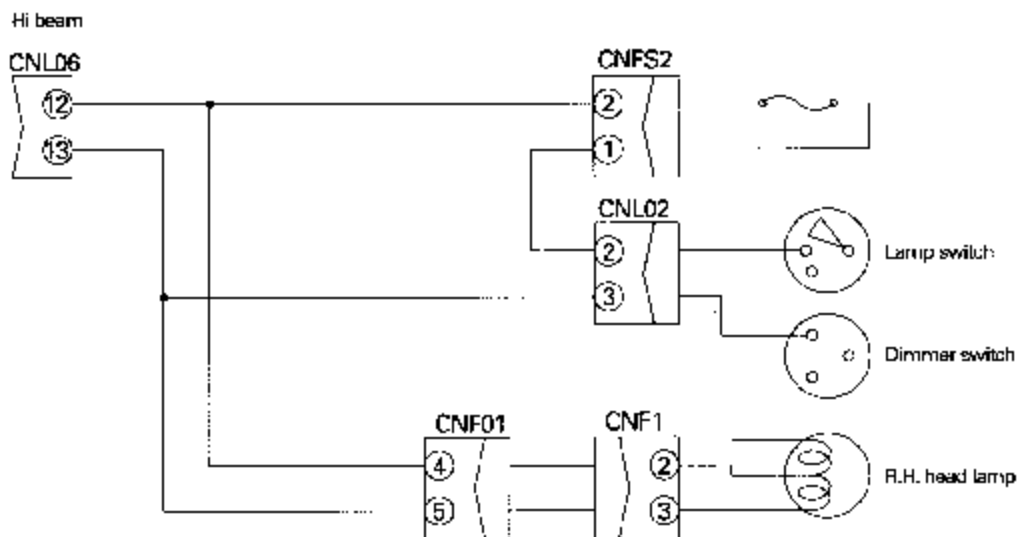 Hi beam
CNL06
CNFS2
12
2
13
1
CNL02
2
Lamp switch
3
Dimmer switch
CNF01
CNF1
4
2
R.H. head lamp
5
3